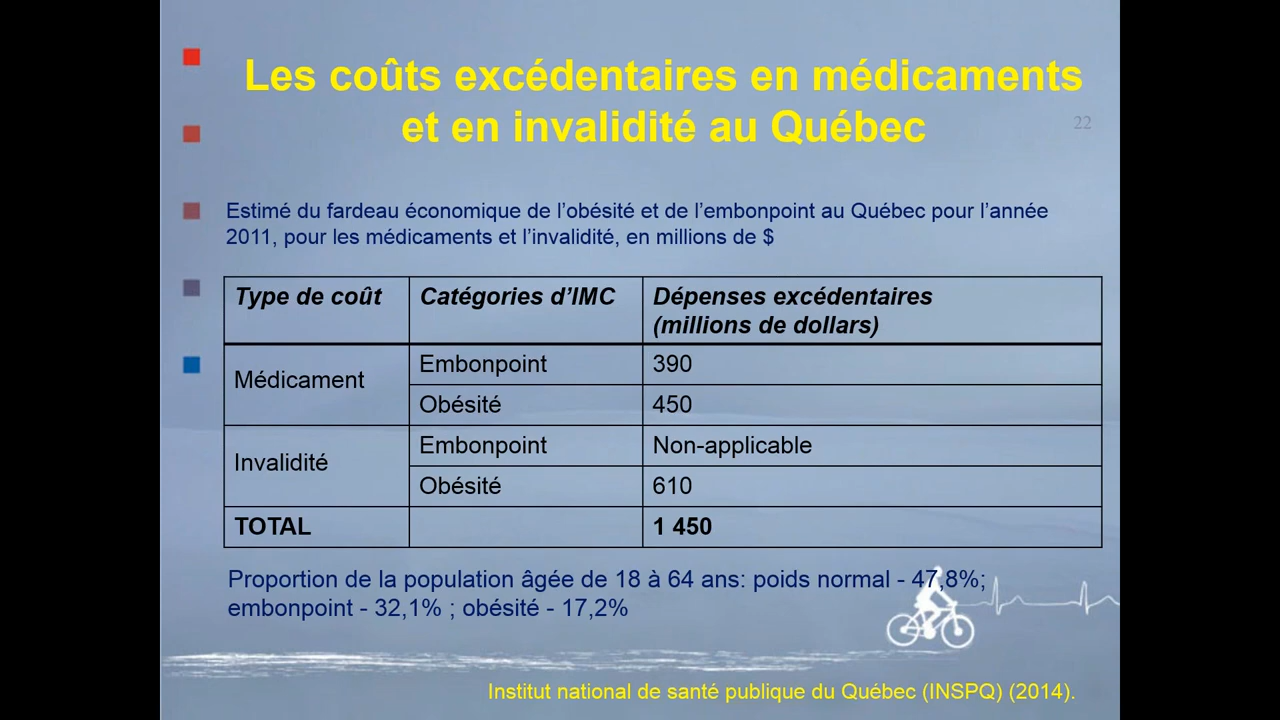 Les coûts excédentaires en médicaments
et en invalidité au Québec
22
Estimé du fardeau économique de l’obésité et de l’embonpoint au Québec pour l’année
2011, pour les médicaments et l’invalidité, en millions de $
Type de coût Catégories d’IMC Dépenses excédentaires
(millions de dollars)
Médicament Embonpoint 390
Obésité 450
Invalidité Embonpoint Non-applicable
Obésité 610
TOTAL 1 450
Proportion de la population âgée de 18 à 64 ans: poids normal - 47,8%;
embonpoint - 32,1% ; obésité - 17,2%
Institut national de santé publique du Québec (INSPQ) (2014).